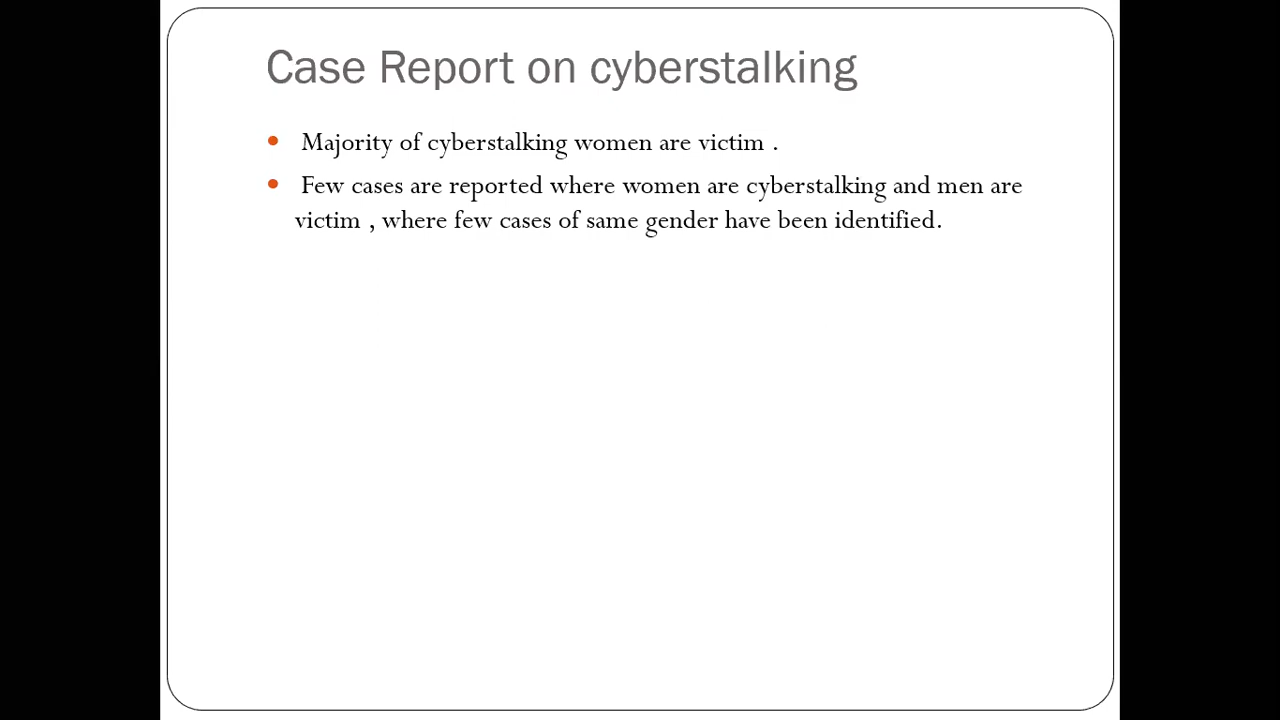 Case Report on cyberstalking
Majority of cyberstalking women are victim .
Few cases are reported where women are cyberstalking and men are
victim , where few cases of same gender have been identified.